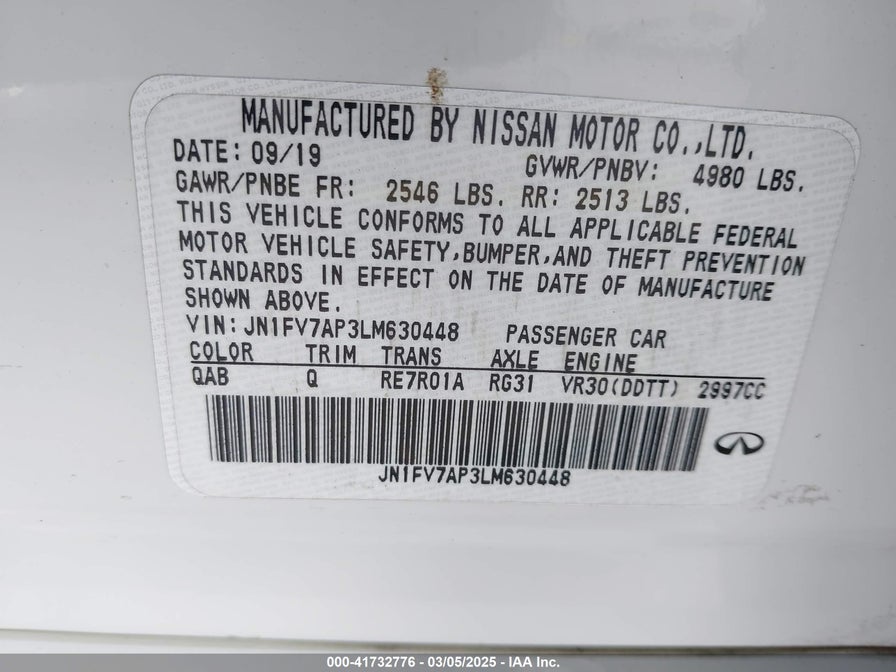 MANUFACTURED BY NISSAN MOTOR CO.,LTD.
DATE: 09/19 GVWR/PNBV: 4980 LBS.
GAWR/PNBE FR: 2546 LBS. RR: 2513 LBS.
THIS VEHICLE CONFORMS TO ALL APPLICABLE FEDERAL
MOTOR VEHICLE SAFETY,BUMPER,AND THEFT PREVENTION
STANDARDS IN EFFECT ON THE DATE OF MANUFACTURE
SHOWN ABOVE.
VIN: JN1FV7AP3LM630448 PASSENGER CAR
COLOR TRIM TRANS AXLE ENGINE
QAB Q RE7R01A RG31 VR30(DDTT) 2997CC
JN1FV7AP3LM630448
000-41732776 - 03/05/2025 - IAA Inc.